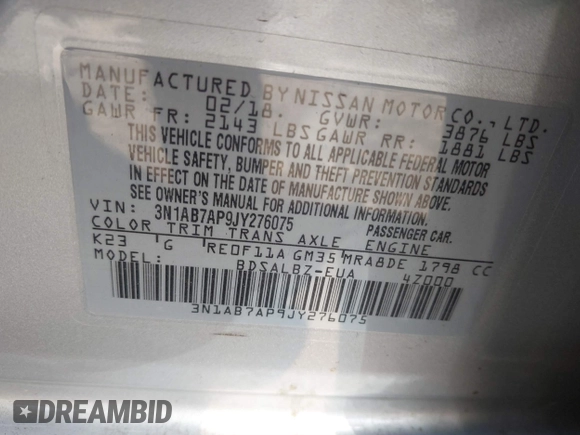 MANUFACTURED BY NISSAN MOTOR CO., LTD.
DATE: 02/18. GVWR: 3876 LBS
GAWR FR: 2143 LBS GAWR RR: 1881 LBS
THIS VEHICLE CONFORMS TO ALL APPLICABLE FEDERAL MOTOR
VEHICLE SAFETY, BUMPER AND THEFT PREVENTION STANDARDS
IN EFFECT ON THE DATE OF MANUFACTURE SHOWN ABOVE.
SEE OWNER'S MANUAL FOR ADDITIONAL INFORMATION.
VIN: 3N1AB7AP9JY276075 PASSENGER CAR.
COLOR TRIM TRANS AXLE ENGINE
K23 G RE0F11A GM35 MRA8DE 1798 CC
MODEL: BDSALBZ-EUA 4Z000
3N1AB7AP9JY276075
DREAMBID